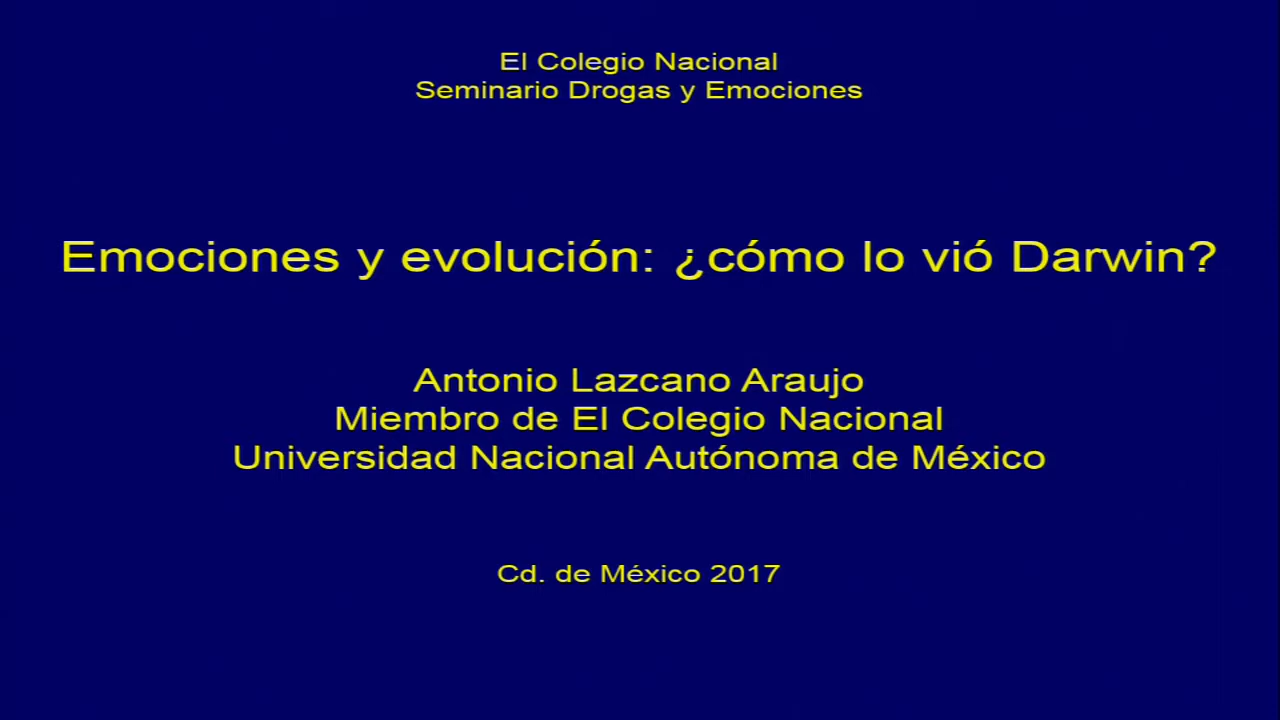 El Colegio Nacional
Seminario Drogas y Emociones
Emociones y evolución: ¿cómo lo vió Darwin?
Antonio Lazcano Araujo
Miembro de El Colegio Nacional
Universidad Nacional Autónoma de México
Cd. de México 2017